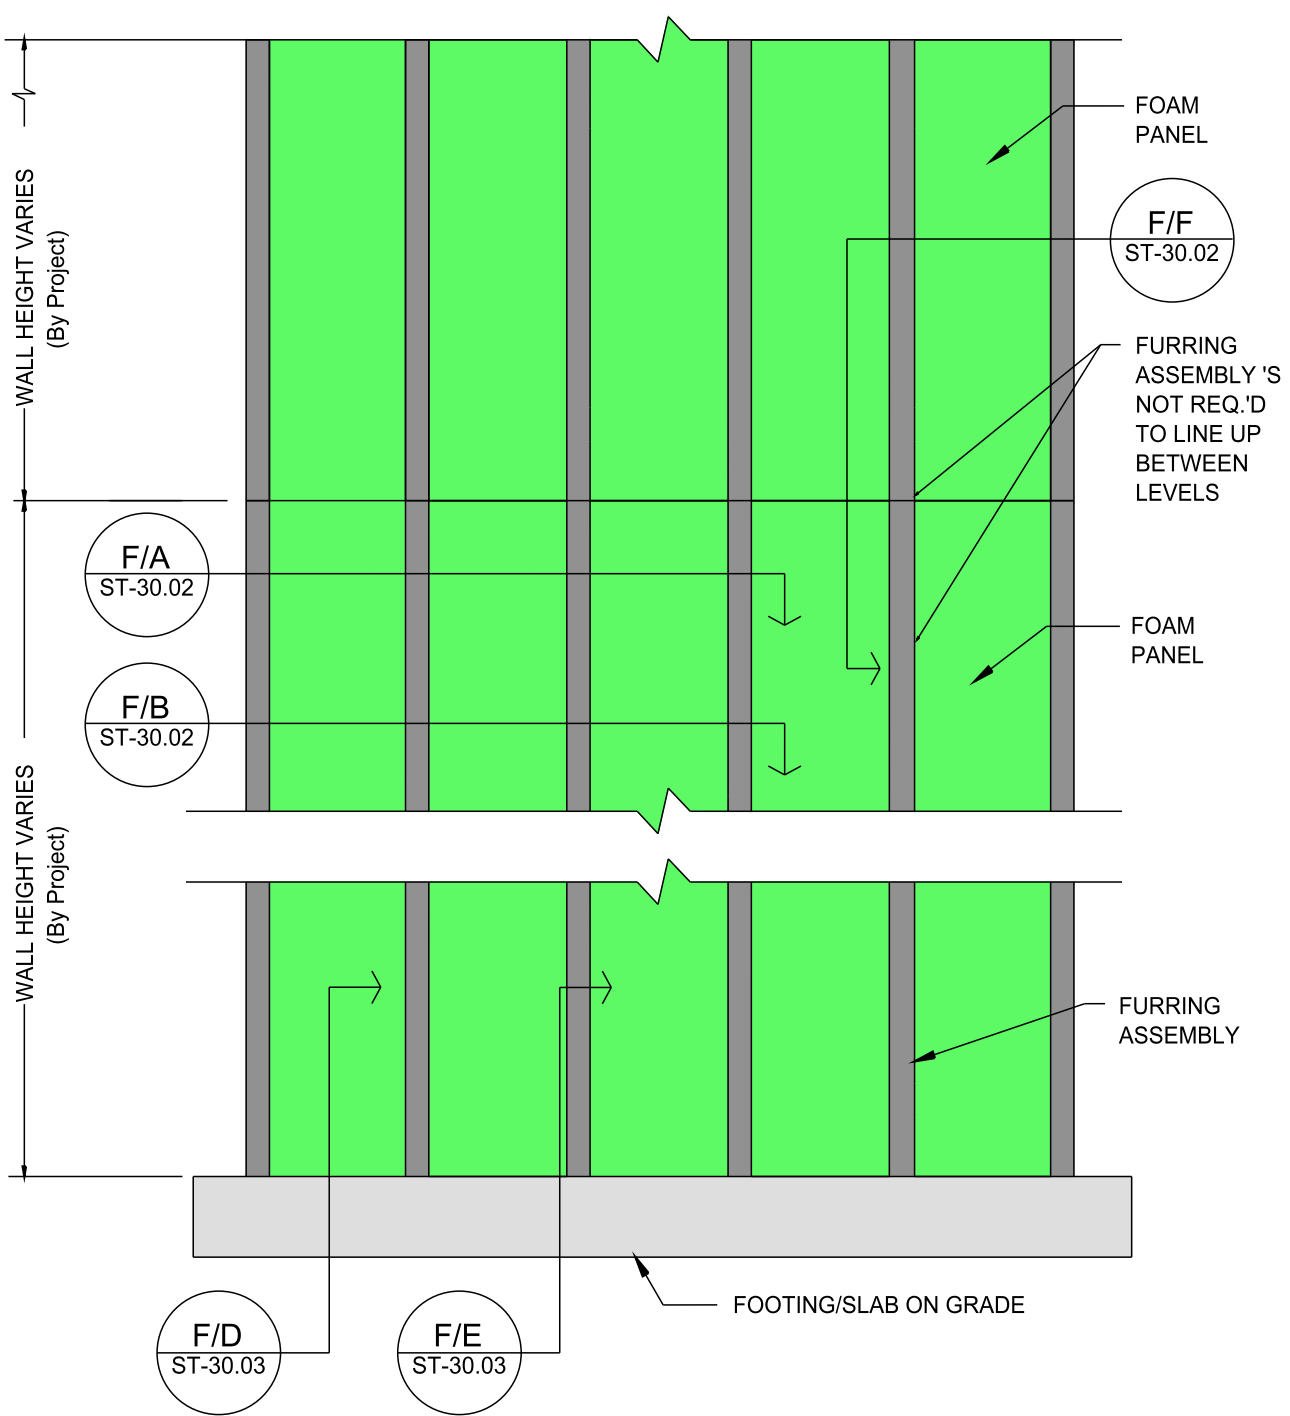 FOAM
PANEL
F/F
ST-30.02
WALL HEIGHT VARIES
(By Project)
FURRING
ASSEMBLY 'S
NOT REQ.'D
TO LINE UP
BETWEEN
LEVELS
F/A
ST-30.02
FOAM
PANEL
F/B
ST-30.02
WALL HEIGHT VARIES
(By Project)
FURRING
ASSEMBLY
FOOTING/SLAB ON GRADE
F/D
ST-30.03
F/E
ST-30.03